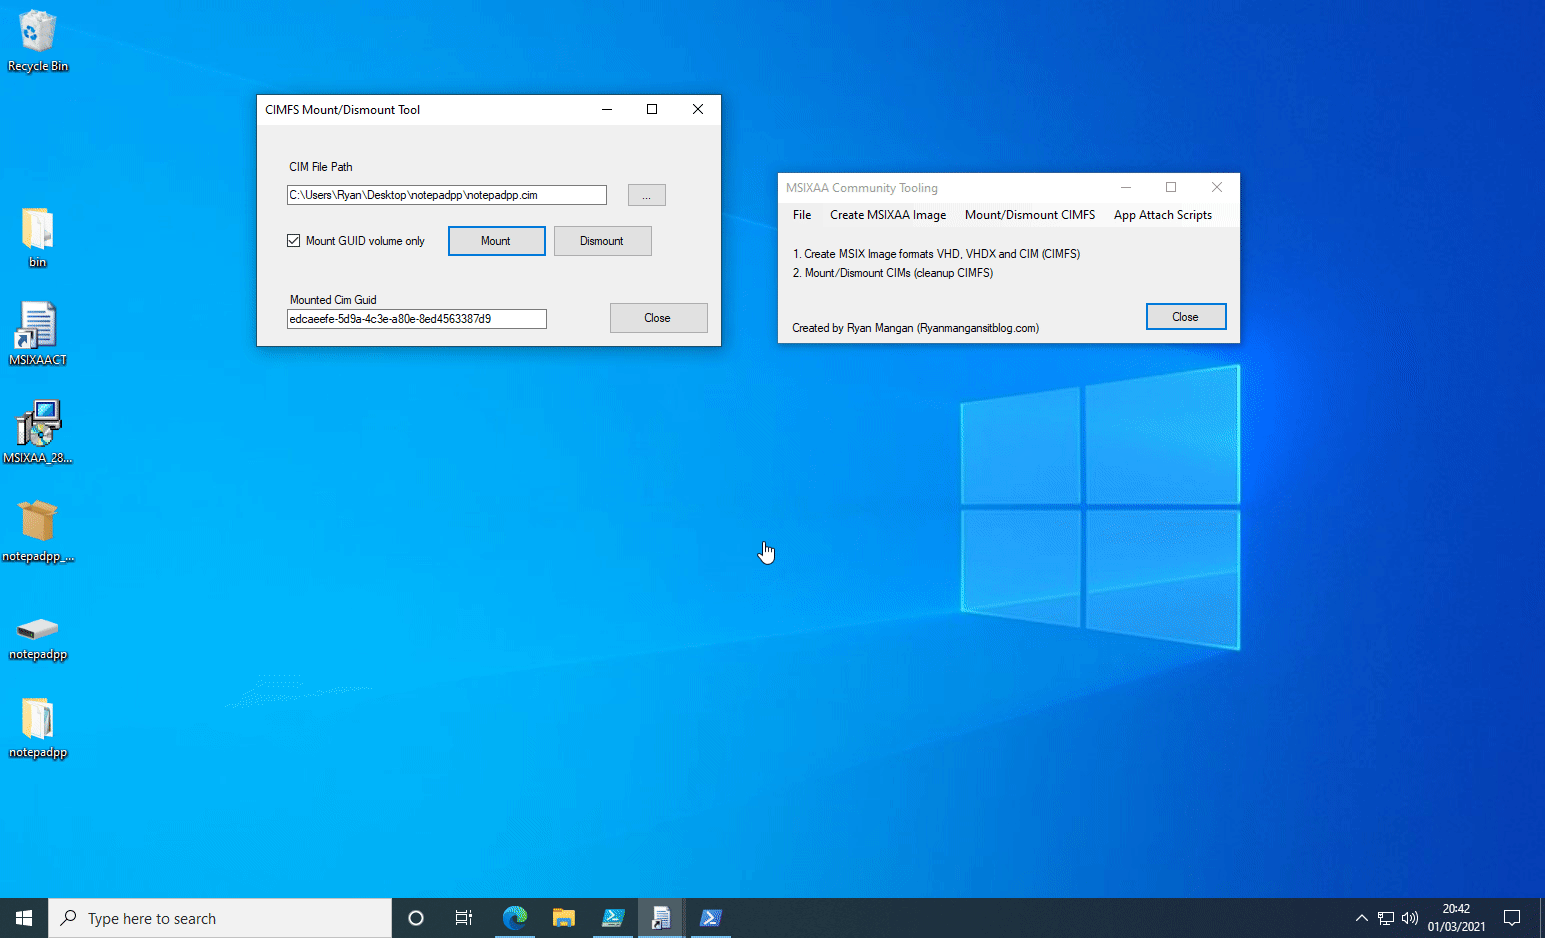 Recycle Bin
bin
MSIXAACT
MSIXAA_28...
notepadpp_...
notepadpp
notepadpp
CIMFS Mount/Dismount Tool
CIM File Path
C:\Users\Ryan\Desktop\notepadpp\notepadpp.cim
...
Mount GUID volume only
Mount
Dismount
Mounted Cim Guid
edcaeefe-5d9a-4c3e-a80e-8ed4563387d9
Close
MSIXAA Community Tooling
File Create MSIXAA Image Mount/Dismount CIMFS App Attach Scripts
1. Create MSIX Image formats VHD, VHDX and CIM (CIMFS)
2. Mount/Dismount CIMs (cleanup CIMFS)
Close
Created by Ryan Mangan (Ryanmangansitblog.com)
Type here to search
20:42
01/03/2021